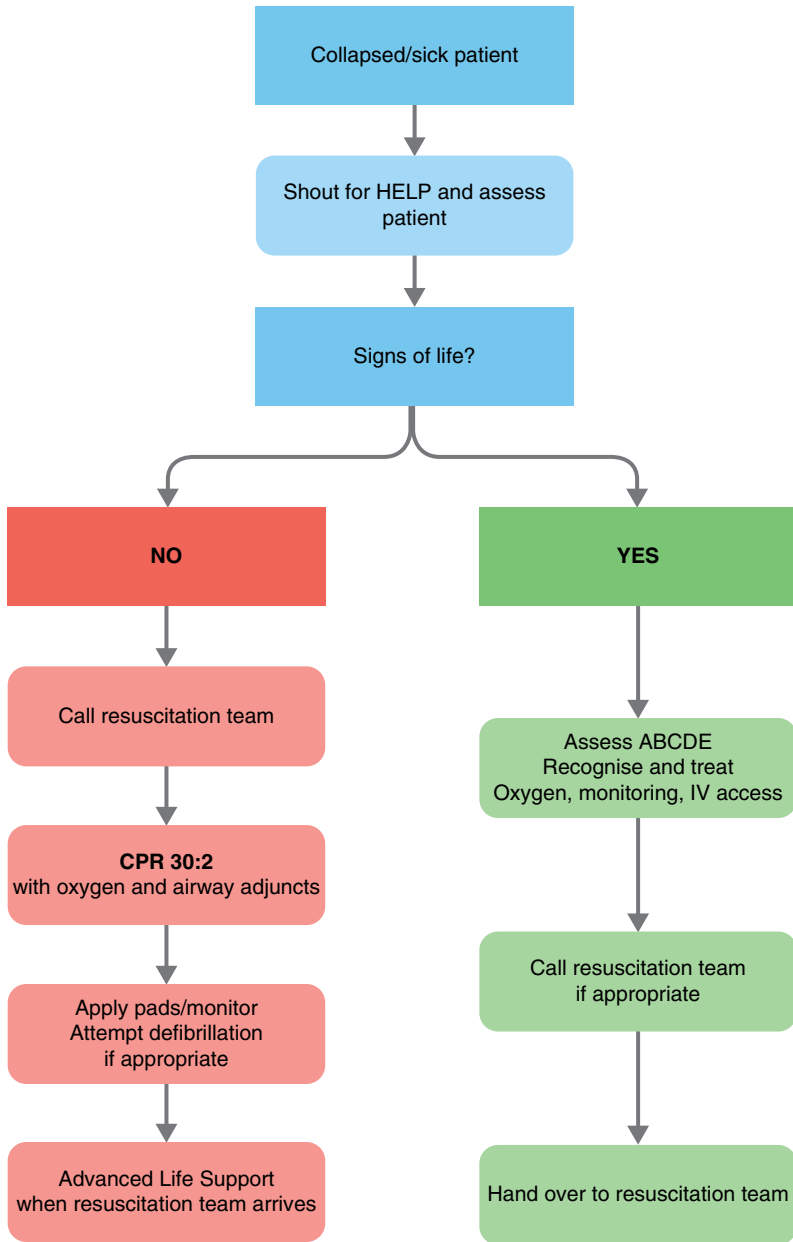 Collapsed/sick patient
Shout for HELP and assess
patient
Signs of life?
NO
Call resuscitation team
CPR 30:2
with oxygen and airway adjuncts
Apply pads/monitor
Attempt defibrillation
if appropriate
Advanced Life Support
when resuscitation team arrives
YES
Assess ABCDE
Recognise and treat
Oxygen, monitoring, IV access
Call resuscitation team
if appropriate
Hand over to resuscitation team